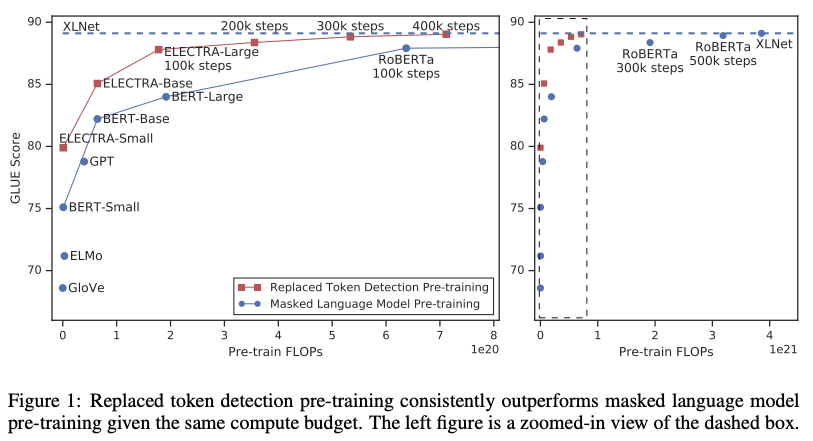 90
85
80
75
70
GLUE Score
XLNet
200k steps
300k steps
400k steps
ELECTRA-Large
100k steps
RoBERTa
100k steps
ELECTRA-Base
BERT-Large
BERT-Base
ELECTRA-Small
GPT
BERT-Small
ELMo
GloVe
Replaced Token Detection Pre-training
Masked Language Model Pre-training
0 1 2 3 4 5 6 7 8
Pre-train FLOPs
1e20
90
85
80
75
70
RoBERTa
300k steps
RoBERTa
500k steps
XLNet
0 1 2 3 4
Pre-train FLOPs
1e21
Figure 1: Replaced token detection pre-training consistently outperforms masked language model
pre-training given the same compute budget. The left figure is a zoomed-in view of the dashed box.